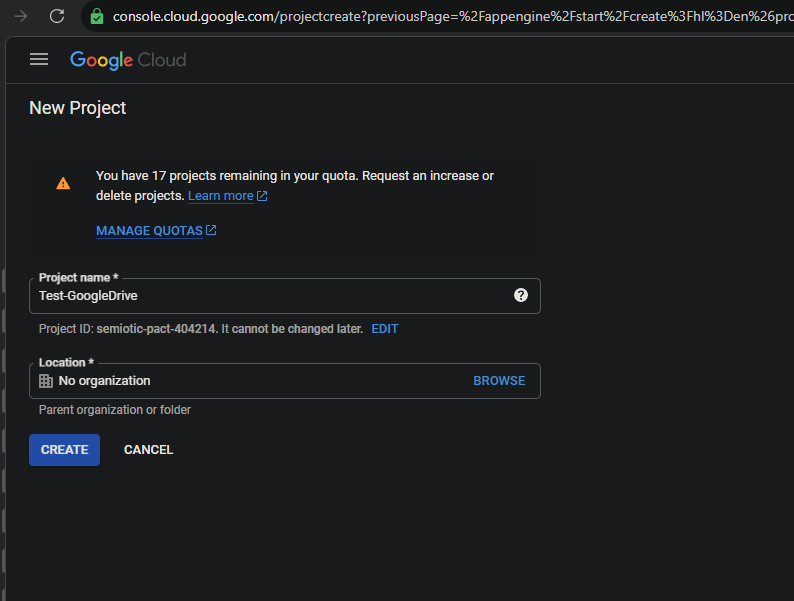 console.cloud.google.com/projectcreate?previousPage=%2Fappengine%2Fstart%2Fcreate%3Fhl%3Den%26pro
Google Cloud
New Project
You have 17 projects remaining in your quota. Request an increase or
delete projects. Learn more
MANAGE QUOTAS
Project name *
Test-GoogleDrive
Project ID: semiotic-pact-404214. It cannot be changed later. EDIT
Location *
No organization BROWSE
Parent organization or folder
CREATE CANCEL